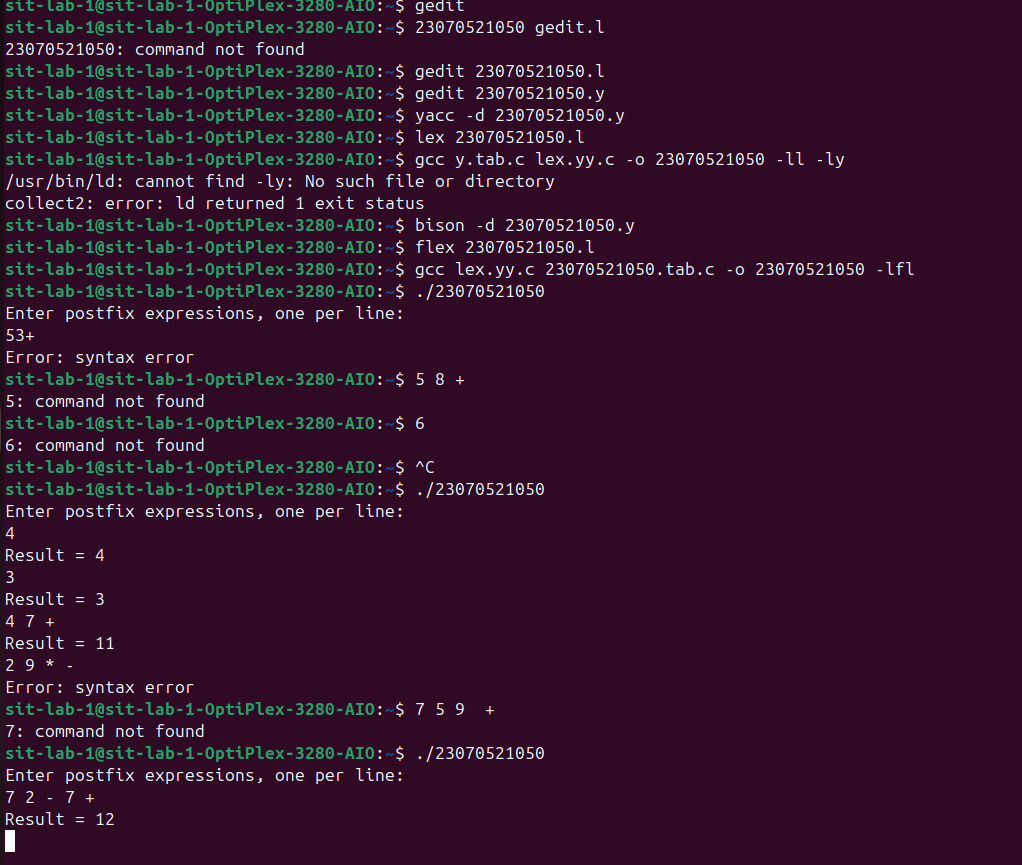 sit-lab-1@sit-lab-1-OptiPlex-3280-AIO:~$ gedit
sit-lab-1@sit-lab-1-OptiPlex-3280-AIO:~$ 23070521050 gedit.l
23070521050: command not found
sit-lab-1@sit-lab-1-OptiPlex-3280-AIO:~$ gedit 23070521050.l
sit-lab-1@sit-lab-1-OptiPlex-3280-AIO:~$ gedit 23070521050.y
sit-lab-1@sit-lab-1-OptiPlex-3280-AIO:~$ yacc -d 23070521050.y
sit-lab-1@sit-lab-1-OptiPlex-3280-AIO:~$ lex 23070521050.l
sit-lab-1@sit-lab-1-OptiPlex-3280-AIO:~$ gcc y.tab.c lex.yy.c -o 23070521050 -ll -ly
/usr/bin/ld: cannot find -ly: No such file or directory
collect2: error: ld returned 1 exit status
sit-lab-1@sit-lab-1-OptiPlex-3280-AIO:~$ bison -d 23070521050.y
sit-lab-1@sit-lab-1-OptiPlex-3280-AIO:~$ flex 23070521050.l
sit-lab-1@sit-lab-1-OptiPlex-3280-AIO:~$ gcc lex.yy.c 23070521050.tab.c -o 23070521050 -lfl
sit-lab-1@sit-lab-1-OptiPlex-3280-AIO:~$ ./23070521050
Enter postfix expressions, one per line:
53+
Error: syntax error
sit-lab-1@sit-lab-1-OptiPlex-3280-AIO:~$ 5 8 +
5: command not found
sit-lab-1@sit-lab-1-OptiPlex-3280-AIO:~$ 6
6: command not found
sit-lab-1@sit-lab-1-OptiPlex-3280-AIO:~$ ^C
sit-lab-1@sit-lab-1-OptiPlex-3280-AIO:~$ ./23070521050
Enter postfix expressions, one per line:
4
Result = 4
3
Result = 3
4 7 +
Result = 11
2 9 * -
Error: syntax error
sit-lab-1@sit-lab-1-OptiPlex-3280-AIO:~$ 7 5 9  +
7: command not found
sit-lab-1@sit-lab-1-OptiPlex-3280-AIO:~$ ./23070521050
Enter postfix expressions, one per line:
7 2 - 7 +
Result = 12